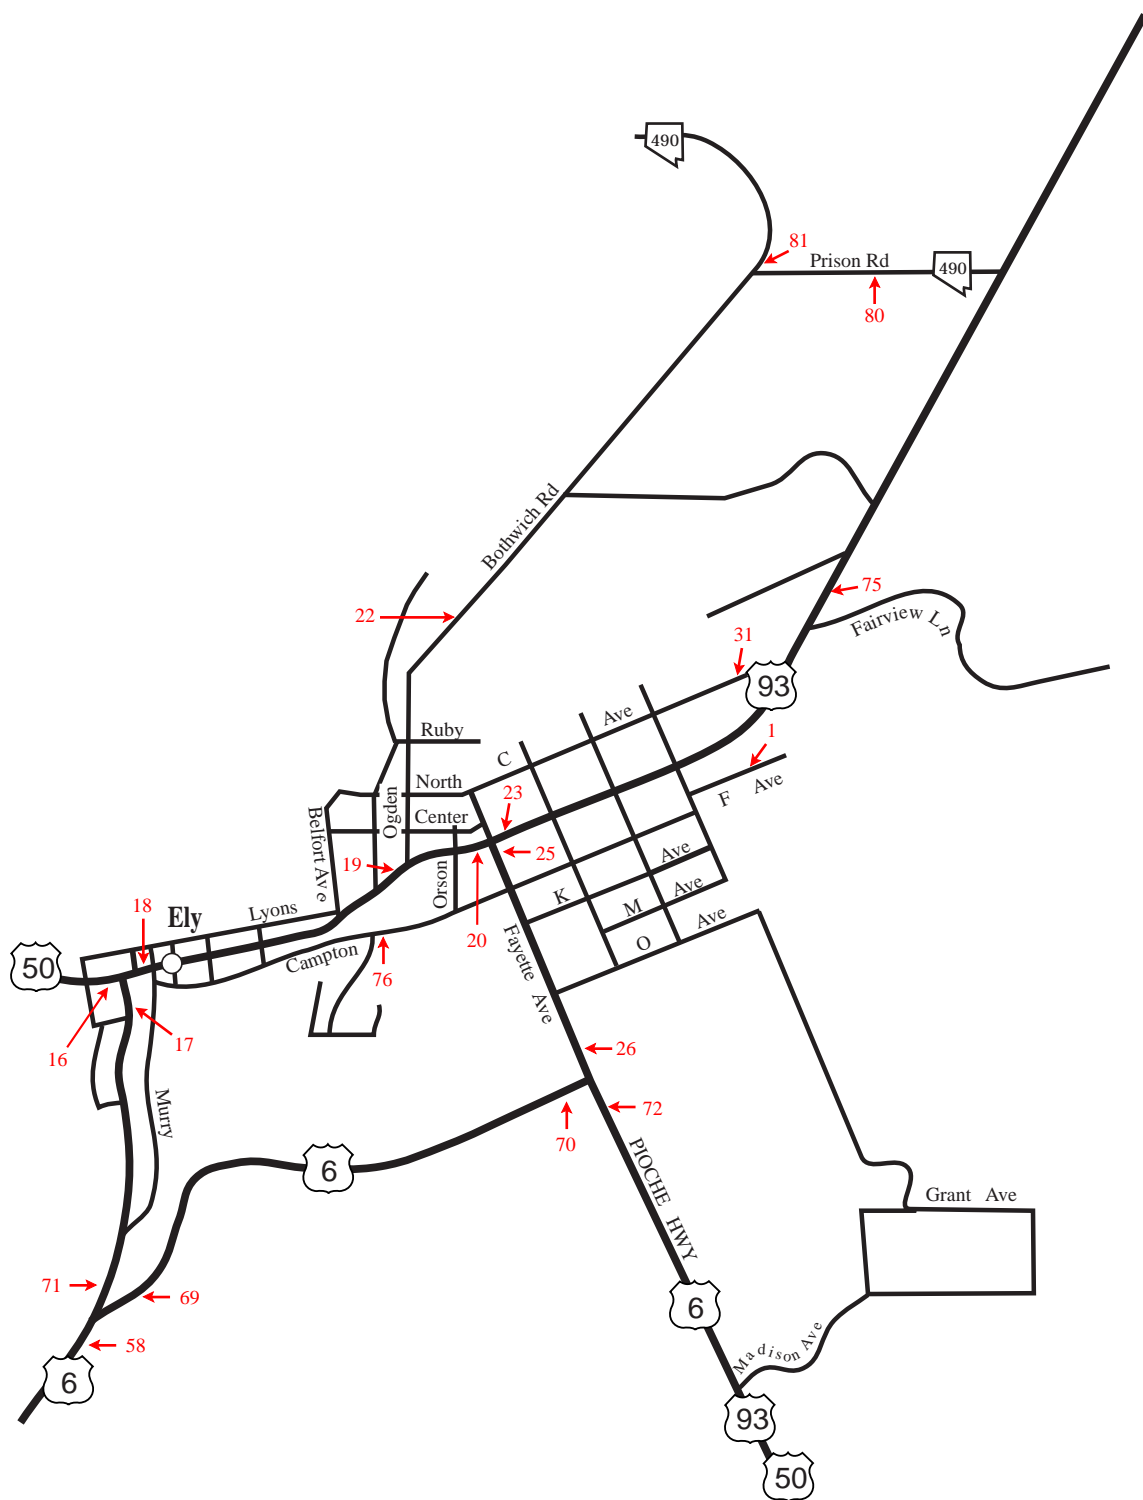 490
81
Prison Rd
490
80
Bothwich Rd
75
22
Fairview Ln
31
93
Ave
1
Ruby
C
North
F Ave
23
Ogden
Center
Belfort Ave
19
25
Orson
Ave
K
Ave
M
18
Ely
Lyons
Ave
O
20
Fayette Ave
50
Campton
76
17
16
26
Murry
72
70
PIOCHE HWY
6
Grant Ave
71
69
6
58
Madison Ave
6
93
50